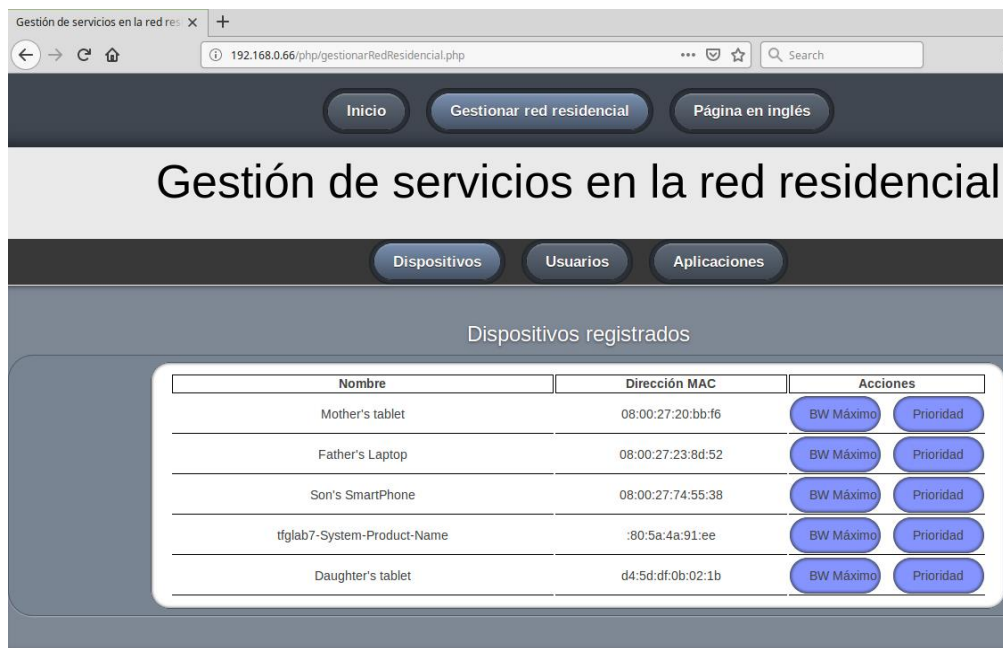 Gestión de servicios en la red res
192.168.0.66/php/gestionarRedResidencial.php
Search
Inicio
Gestionar red residencial
Página en inglés
Gestión de servicios en la red residencial
Dispositivos
Usuarios
Aplicaciones
Dispositivos registrados
Nombre Dirección MAC Acciones
Mother's tablet 08:00:27:20:bb:f6 BW Máximo Prioridad
Father's Laptop 08:00:27:23:8d:52 BW Máximo Prioridad
Son's SmartPhone 08:00:27:74:55:38 BW Máximo Prioridad
tfglab7-System-Product-Name :80:5a:4a:91:ee BW Máximo Prioridad
Daughter's tablet d4:5d:df:0b:02:1b BW Máximo Prioridad